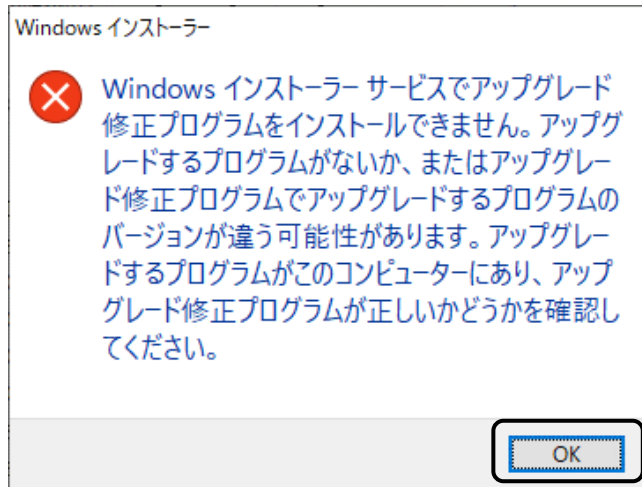 Windows インストーラー
Windows インストーラー サービスでアップグレード
修正プログラムをインストールできません。アップグ
レードするプログラムがないか、またはアップグレー
ド修正プログラムでアップグレードするプログラムの
バージョンが違う可能性があります。アップグレー
ドするプログラムがこのコンピューターにあり、アップ
グレード修正プログラムが正しいかどうかを確認し
てください。
OK